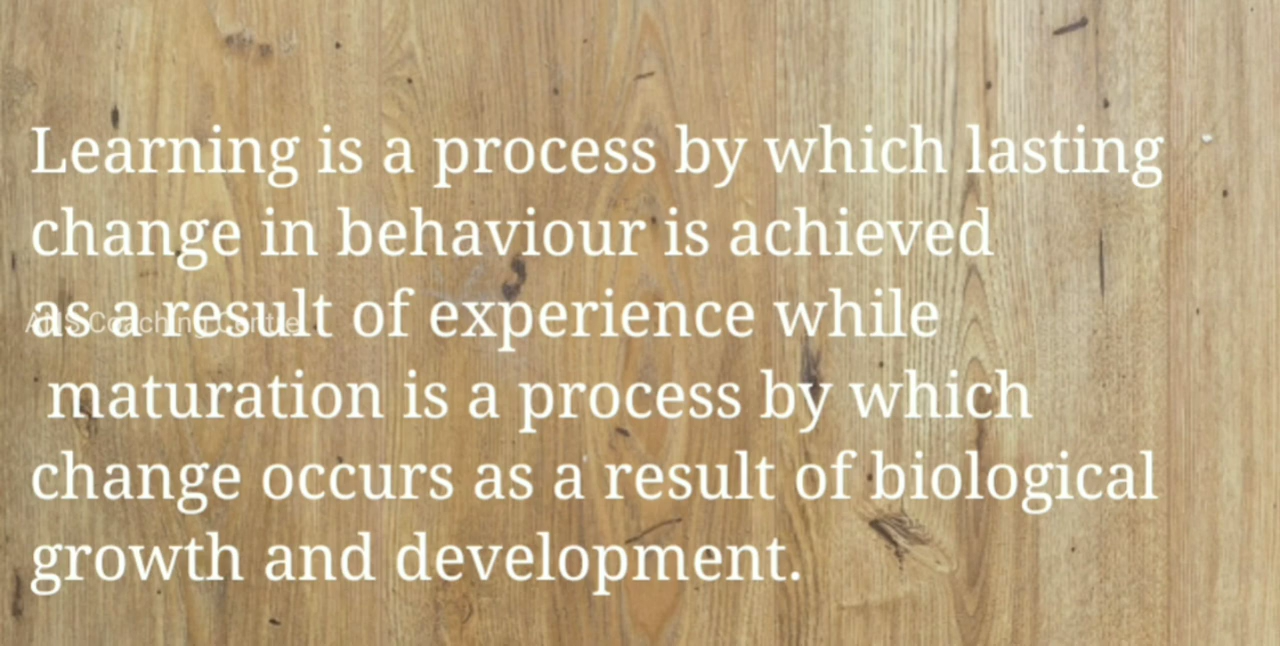 Learning is a process by which lasting
change in behaviour is achieved
as a result of experience while
maturation is a process by which
change occurs as a result of biological
growth and development.